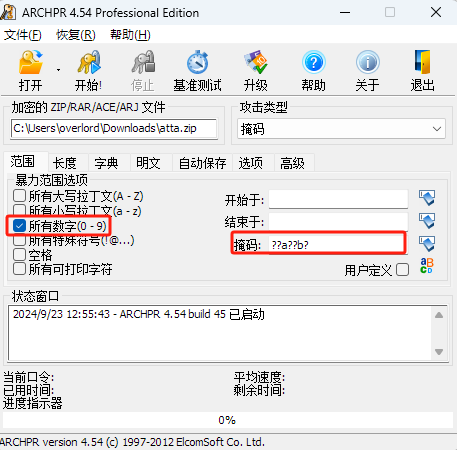 ARCHPR 4.54 Professional Edition
文件(F) 恢复(R) 帮助(H)
打开 开始! 停止 基准测试 升级 帮助 关于 退出
加密的 ZIP/RAR/ACE/ARJ 文件
攻击类型
C:\Users\overlord\Downloads\atta.zip
掩码
范围 长度 字典 明文 自动保存 选项 高级
暴力范围选项
所有大写拉丁文(A - Z)
所有小写拉丁文(a - z)
所有数字(0 - 9)
所有特殊符号(!@...)
空格
所有可打印字符
开始于:
结束于:
掩码: ??a??b?
用户定义
状态窗口
2024/9/23 12:55:43 - ARCHPR 4.54 build 45 已启动
当前口令:
平均速度:
已用时间:
剩余时间:
进度指示器
0%
ARCHPR version 4.54 (c) 1997-2012 ElcomSoft Co. Ltd.